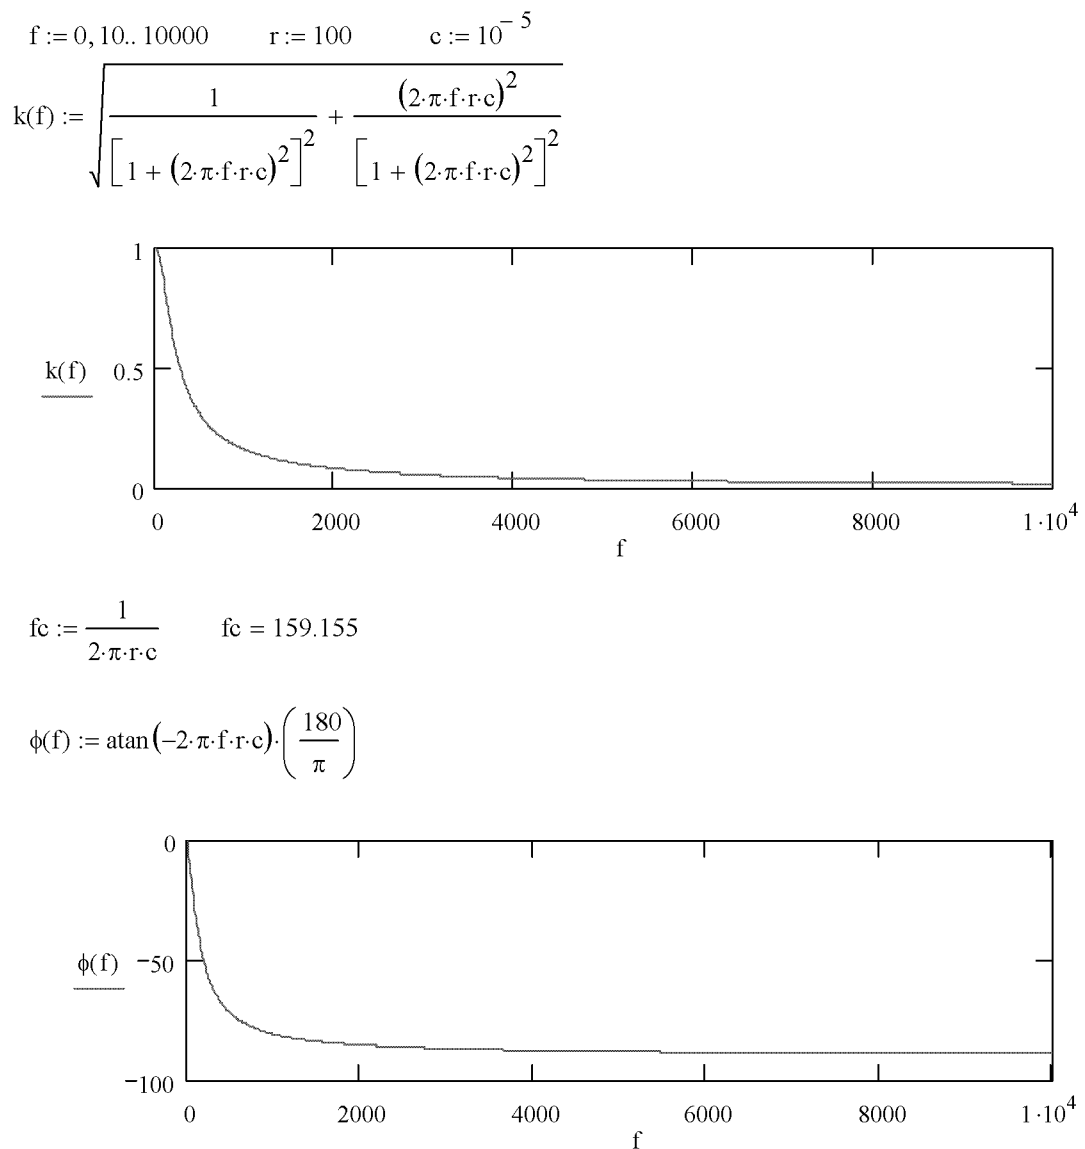 f := 0, 10.. 10000 r := 100 c := 10^-5
k(f) := √(1/[1 + (2·π·f·r·c)^2]^2 + (2·π·f·r·c)^2/[1 + (2·π·f·r·c)^2]^2)
1
k(f) 0.5
0
0 2000 4000 6000 8000 1·10^4
f
fc := 1/(2·π·r·c) fc = 159.155
ϕ(f) := atan(−2·π·f·r·c)·(180/π)
0
ϕ(f) −50
−100
0 2000 4000 6000 8000 1·10^4
f